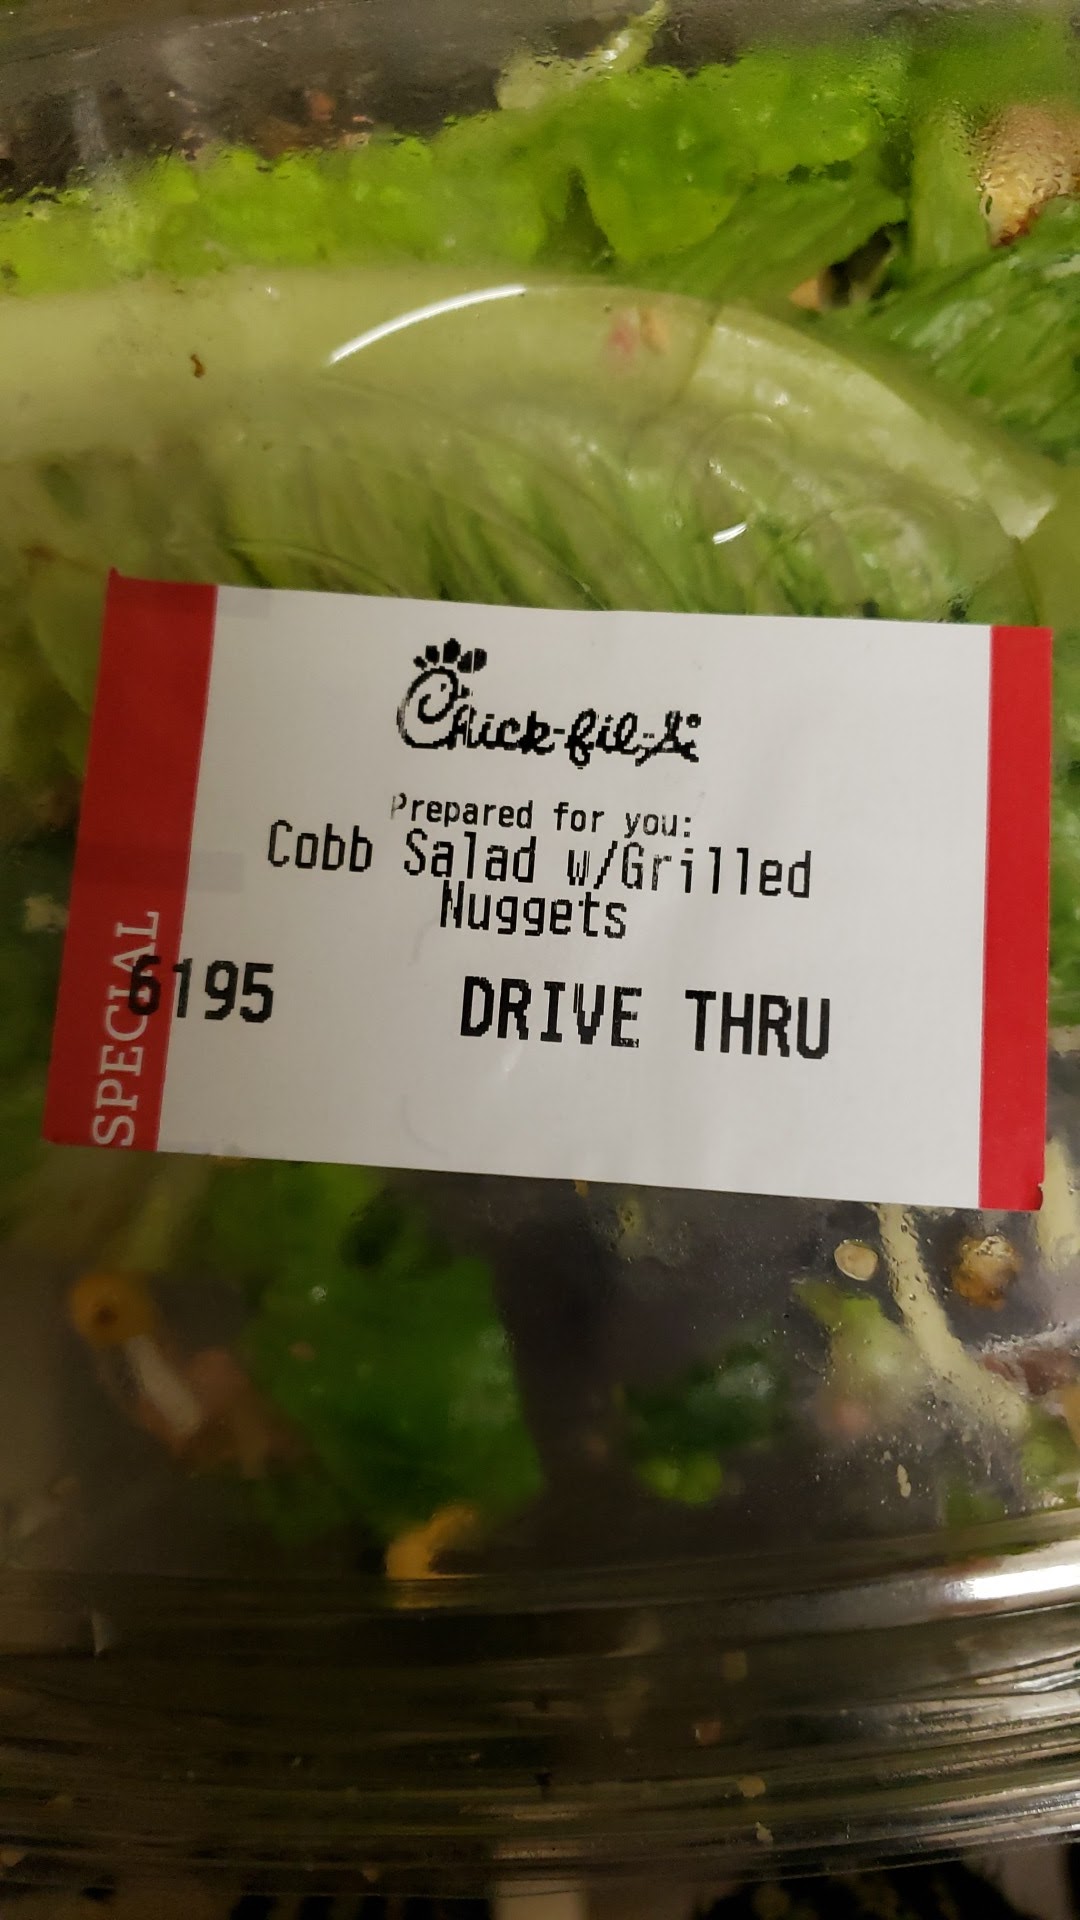 Chick-fil-A
Prepared for you:
Cobb Salad w/Grilled
Nuggets
6195 DRIVE THRU
SPECIAL